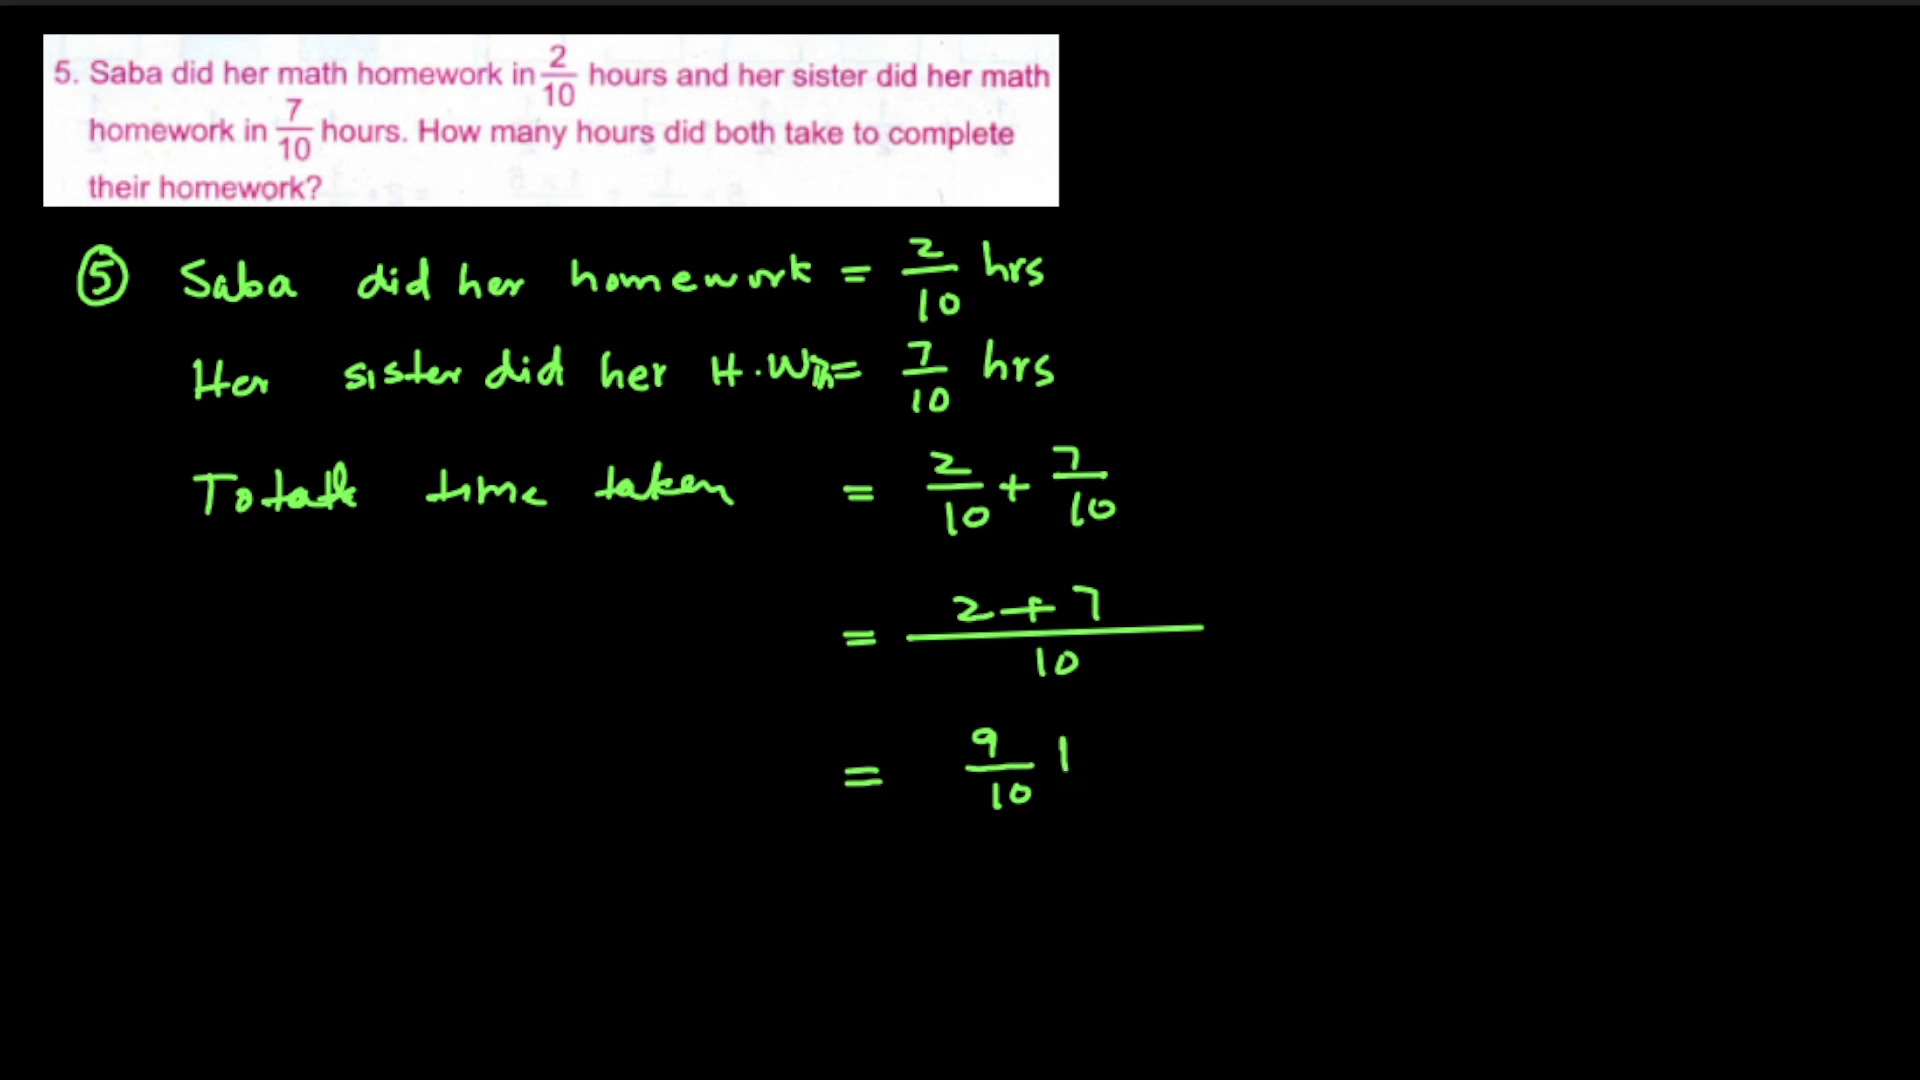 5. Saba did her math homework in 2/10 hours and her sister did her math
homework in 7/10 hours. How many hours did both take to complete
their homework?
⑤ Saba did her homework = 2/10 hrs
Her sister did her H.W = 7/10 hrs
Total time taken = 2/10 + 7/10
= 2+7/10
= 9/10 1